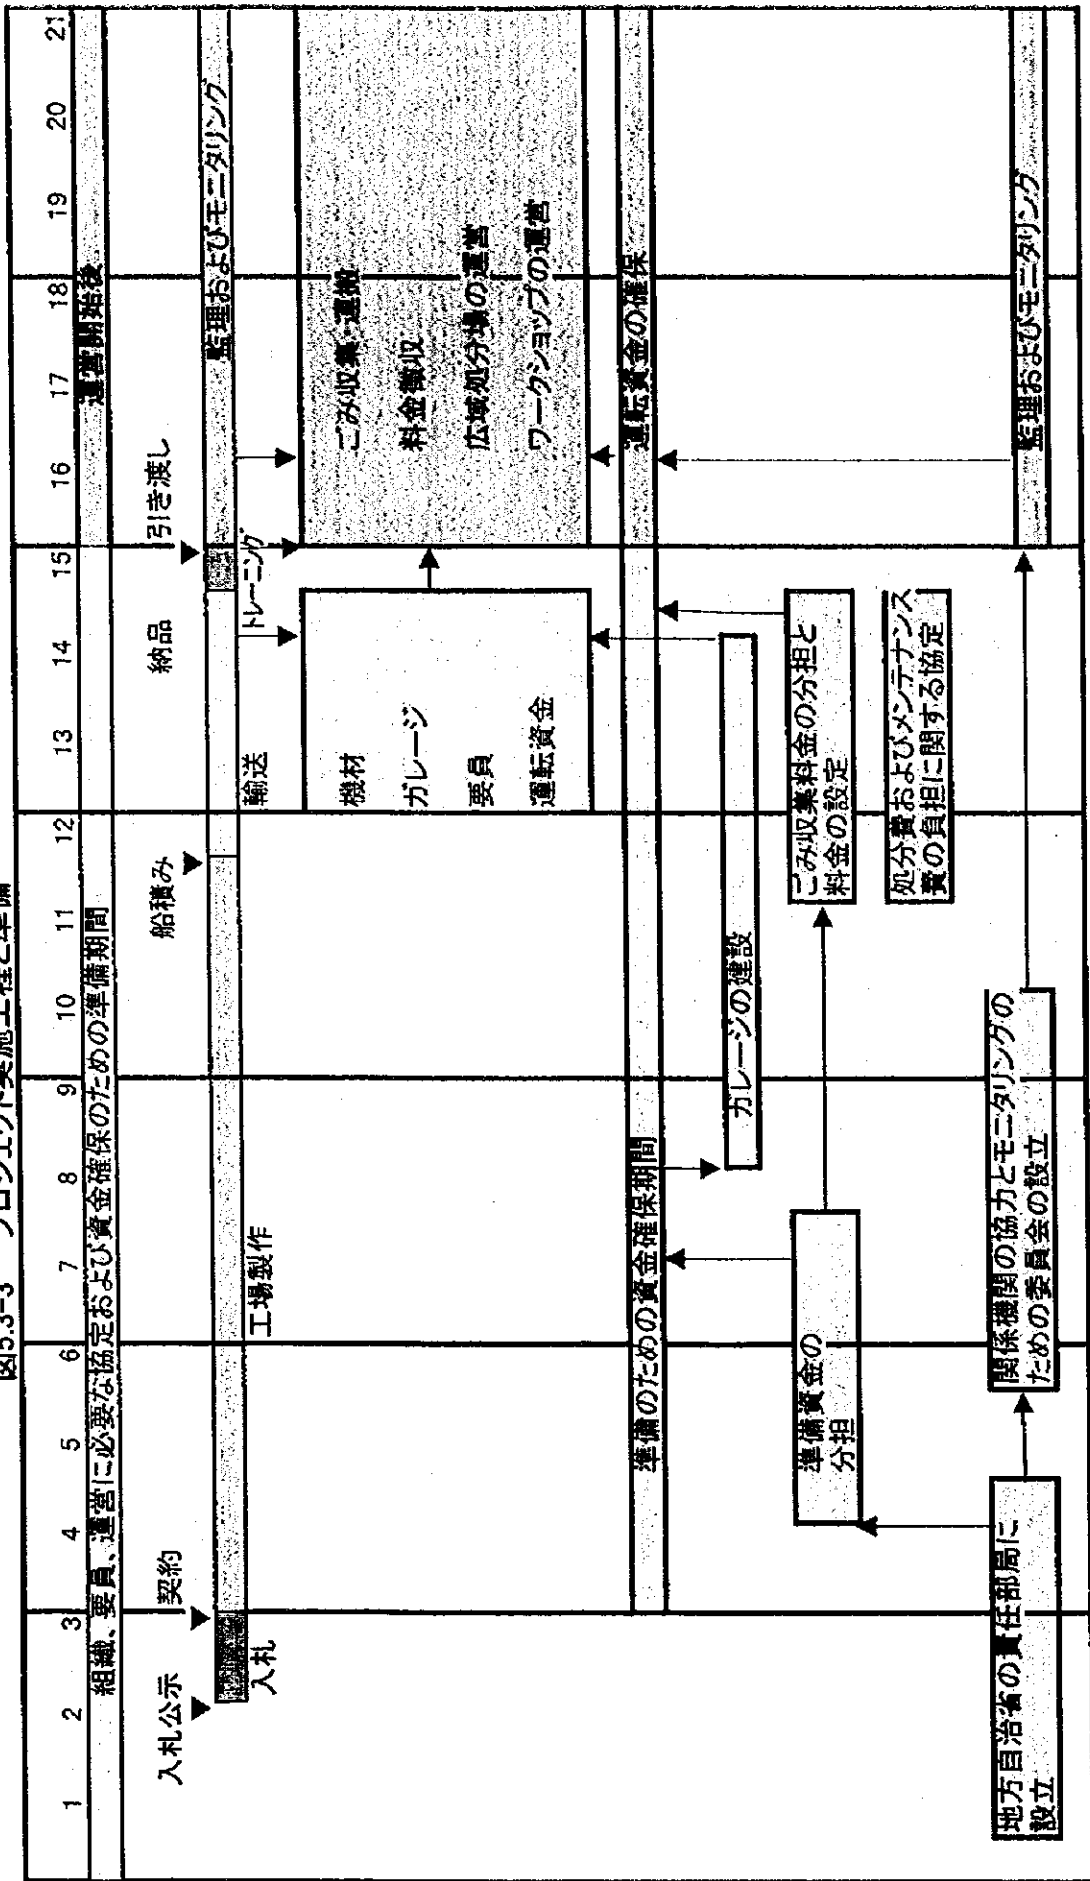 図5.3-3 プロジェクト実施工程と準備
1 2 3 4 5 6 7 8 9 10 11 12 13 14 15 16 17 18 19 20 21
組織、要員、運営に必要な協定および資金確保のための準備期間
運営開始後
入札公示
契約
船積み
納品
引き渡し
監理およびモニタリング
入札
工場製作
輸送
トレーニング
機材
ガレージ
要員
運転資金
ごみ収集・運搬
料金徴収
広域処分場の運営
ワークショップの運営
準備のための資金確保期間
運転資金の確保
ガレージの建設
準備資金の
分担
ごみ収集料金の分担と
料金の設定
処分費およびメンテナンス
費の負担に関する協定
地方自治省の責任部局に
設立
関係機関の協力とモニタリングの
ための委員会の設立
監理およびモニタリング